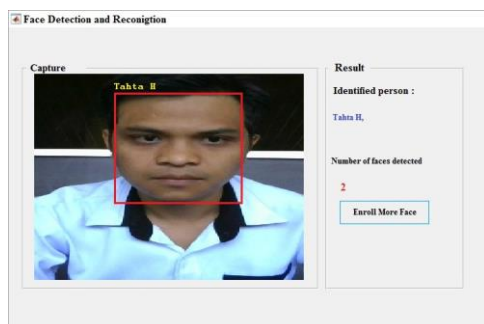 Face Detection and Reconigtion
Capture
Tahta H
Result
Identified person :
Tahta H,
Number of faces detected
2
Enroll More Face